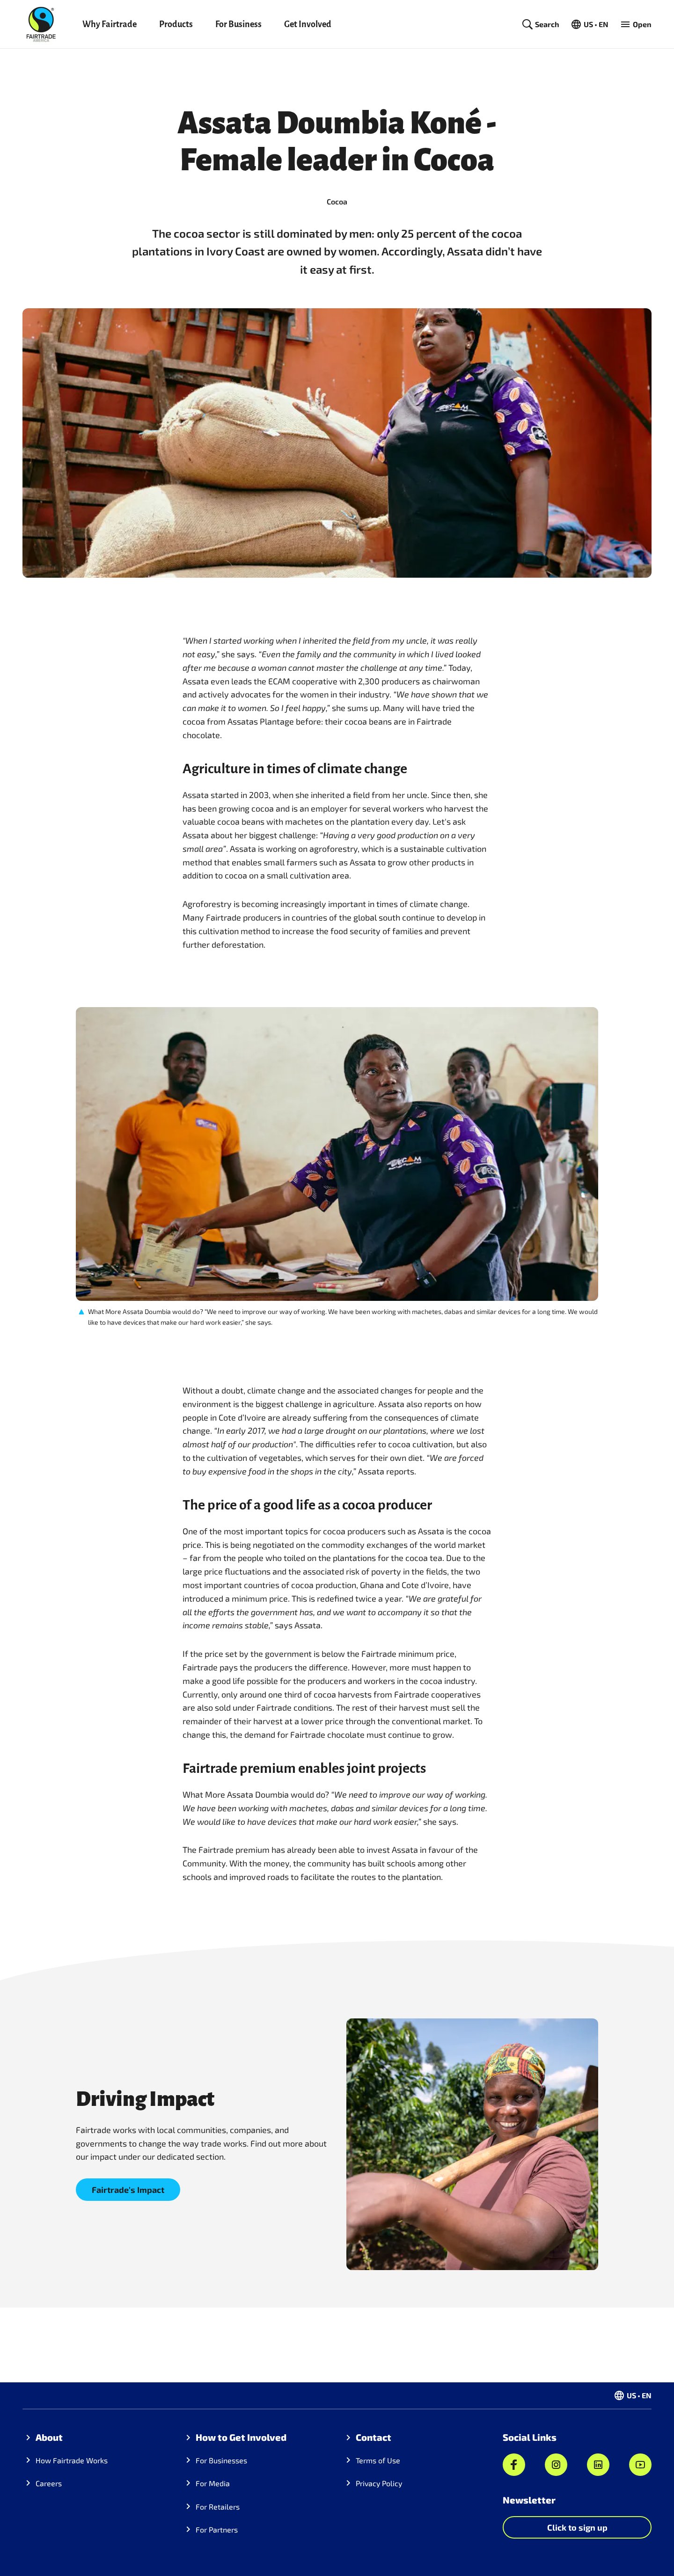 FAIRTRADE
AMERICA
Why Fairtrade
Products
For Business
Get Involved
Search
US • EN
Open
Assata Doumbia Koné -
Female leader in Cocoa
Cocoa
The cocoa sector is still dominated by men: only 25 percent of the cocoa
plantations in Ivory Coast are owned by women. Accordingly, Assata didn’t have
it easy at first.
“When I started working when I inherited the field from my uncle, it was really
not easy,” she says. “Even the family and the community in which I lived looked
after me because a woman cannot master the challenge at any time.” Today,
Assata even leads the ECAM cooperative with 2,300 producers as chairwoman
and actively advocates for the women in their industry. “We have shown that we
can make it to women. So I feel happy,” she sums up. Many will have tried the
cocoa from Assatas Plantage before: their cocoa beans are in Fairtrade
chocolate.
Agriculture in times of climate change
Assata started in 2003, when she inherited a field from her uncle. Since then, she
has been growing cocoa and is an employer for several workers who harvest the
valuable cocoa beans with machetes on the plantation every day. Let’s ask
Assata about her biggest challenge: “Having a very good production on a very
small area”. Assata is working on agroforestry, which is a sustainable cultivation
method that enables small farmers such as Assata to grow other products in
addition to cocoa on a small cultivation area.
Agroforestry is becoming increasingly important in times of climate change.
Many Fairtrade producers in countries of the global south continue to develop in
this cultivation method to increase the food security of families and prevent
further deforestation.
ECAM
What More Assata Doumbia would do? “We need to improve our way of working. We have been working with machetes, dabas and similar devices for a long time. We would
like to have devices that make our hard work easier,” she says.
Without a doubt, climate change and the associated changes for people and the
environment is the biggest challenge in agriculture. Assata also reports on how
people in Cote d’Ivoire are already suffering from the consequences of climate
change. “In early 2017, we had a large drought on our plantations, where we lost
almost half of our production”. The difficulties refer to cocoa cultivation, but also
to the cultivation of vegetables, which serves for their own diet. “We are forced
to buy expensive food in the shops in the city,” Assata reports.
The price of a good life as a cocoa producer
One of the most important topics for cocoa producers such as Assata is the cocoa
price. This is being negotiated on the commodity exchanges of the world market
– far from the people who toiled on the plantations for the cocoa tea. Due to the
large price fluctuations and the associated risk of poverty in the fields, the two
most important countries of cocoa production, Ghana and Cote d’Ivoire, have
introduced a minimum price. This is redefined twice a year. “We are grateful for
all the efforts the government has, and we want to accompany it so that the
income remains stable,” says Assata.
If the price set by the government is below the Fairtrade minimum price,
Fairtrade pays the producers the difference. However, more must happen to
make a good life possible for the producers and workers in the cocoa industry.
Currently, only around one third of cocoa harvests from Fairtrade cooperatives
are also sold under Fairtrade conditions. The rest of their harvest must sell the
remainder of their harvest at a lower price through the conventional market. To
change this, the demand for Fairtrade chocolate must continue to grow.
Fairtrade premium enables joint projects
What More Assata Doumbia would do? “We need to improve our way of working.
We have been working with machetes, dabas and similar devices for a long time.
We would like to have devices that make our hard work easier,” she says.
The Fairtrade premium has already been able to invest Assata in favour of the
Community. With the money, the community has built schools among other
schools and improved roads to facilitate the routes to the plantation.
Driving Impact
Fairtrade works with local communities, companies, and
governments to change the way trade works. Find out more about
our impact under our dedicated section.
Fairtrade's Impact
US • EN
About
How Fairtrade Works
Careers
How to Get Involved
For Businesses
For Media
For Retailers
For Partners
Contact
Terms of Use
Privacy Policy
Social Links
Newsletter
Click to sign up